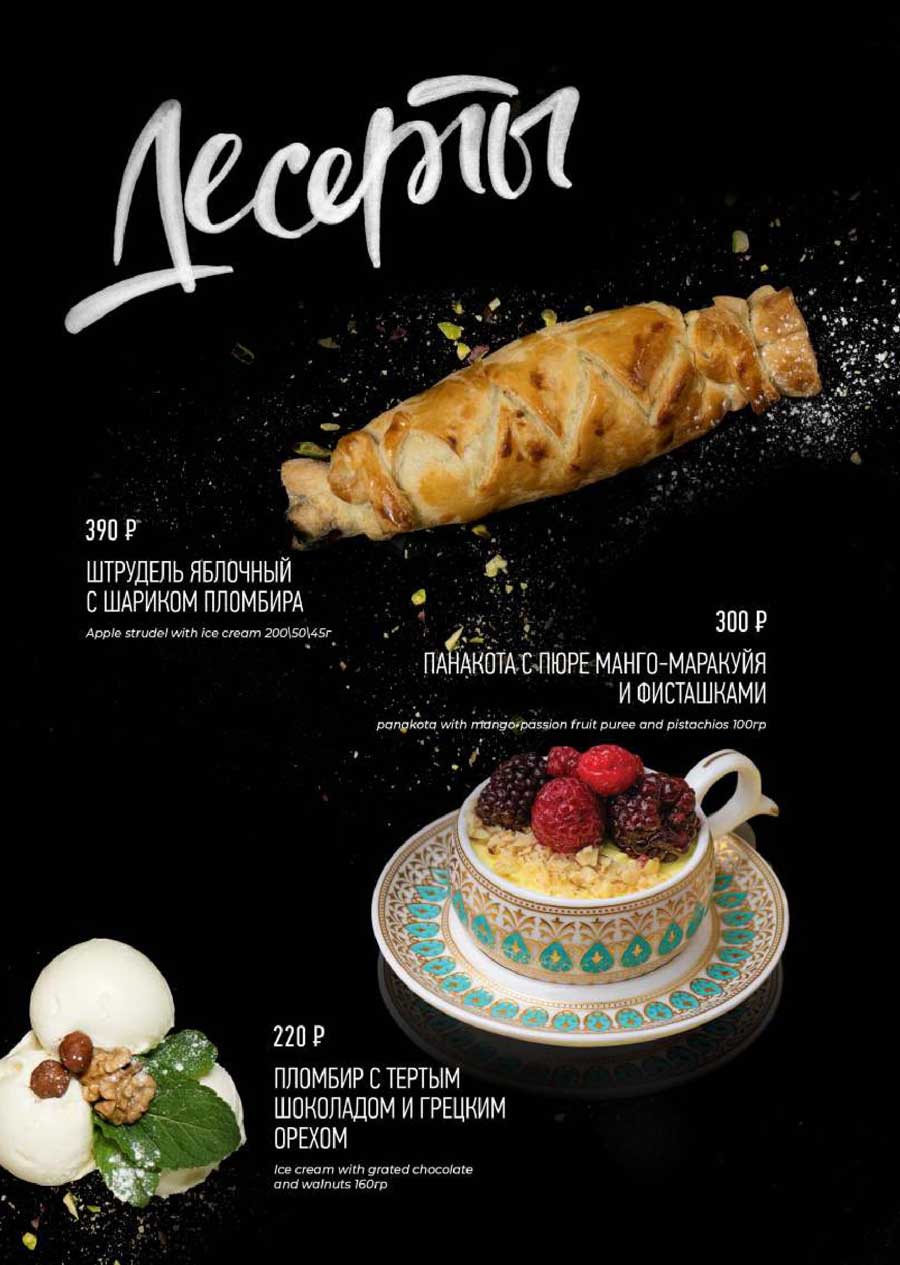 Десерты
390 ₽
ШТРУДЕЛЬ ЯБЛОЧНЫЙ
С ШАРИКОМ ПЛОМБИРА
Apple strudel with ice cream 200\50\45г
300 ₽
ПАНАКОТА С ПЮРЕ МАНГО-МАРАКУЙЯ
И ФИСТАШКАМИ
panakota with mango-passion fruit puree and pistachios 100гр
220 ₽
ПЛОМБИР С ТЕРТЫМ
ШОКОЛАДОМ И ГРЕЦКИМ
ОРЕХОМ
Ice cream with grated chocolate
and walnuts 160гр